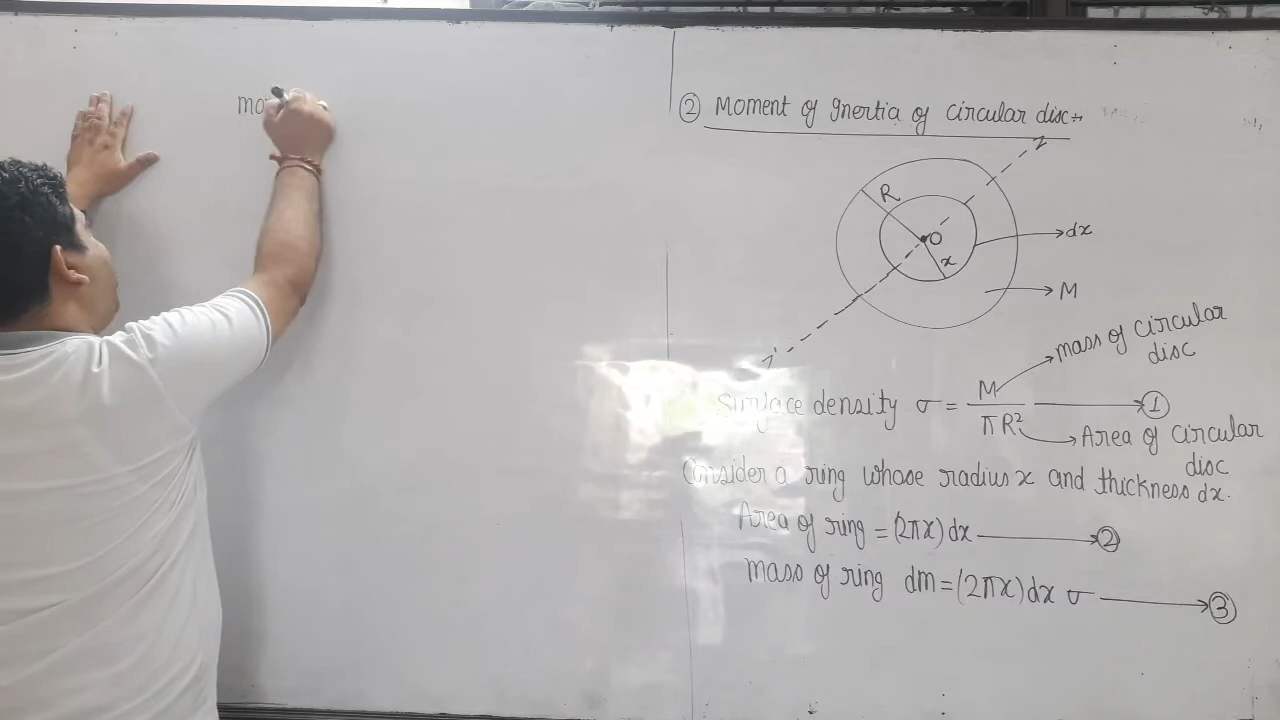 mo
② Moment of Inertia of Circular disc:-
Z
R
O
x
dx
M
Z'
mass of circular
disc
Surface density σ = M / πR² ①
Area of circular
disc
Consider a ring whose radius x and thickness dx.
Area of ring = (2πx) dx ②
mass of ring dm = (2πx) dx σ ③